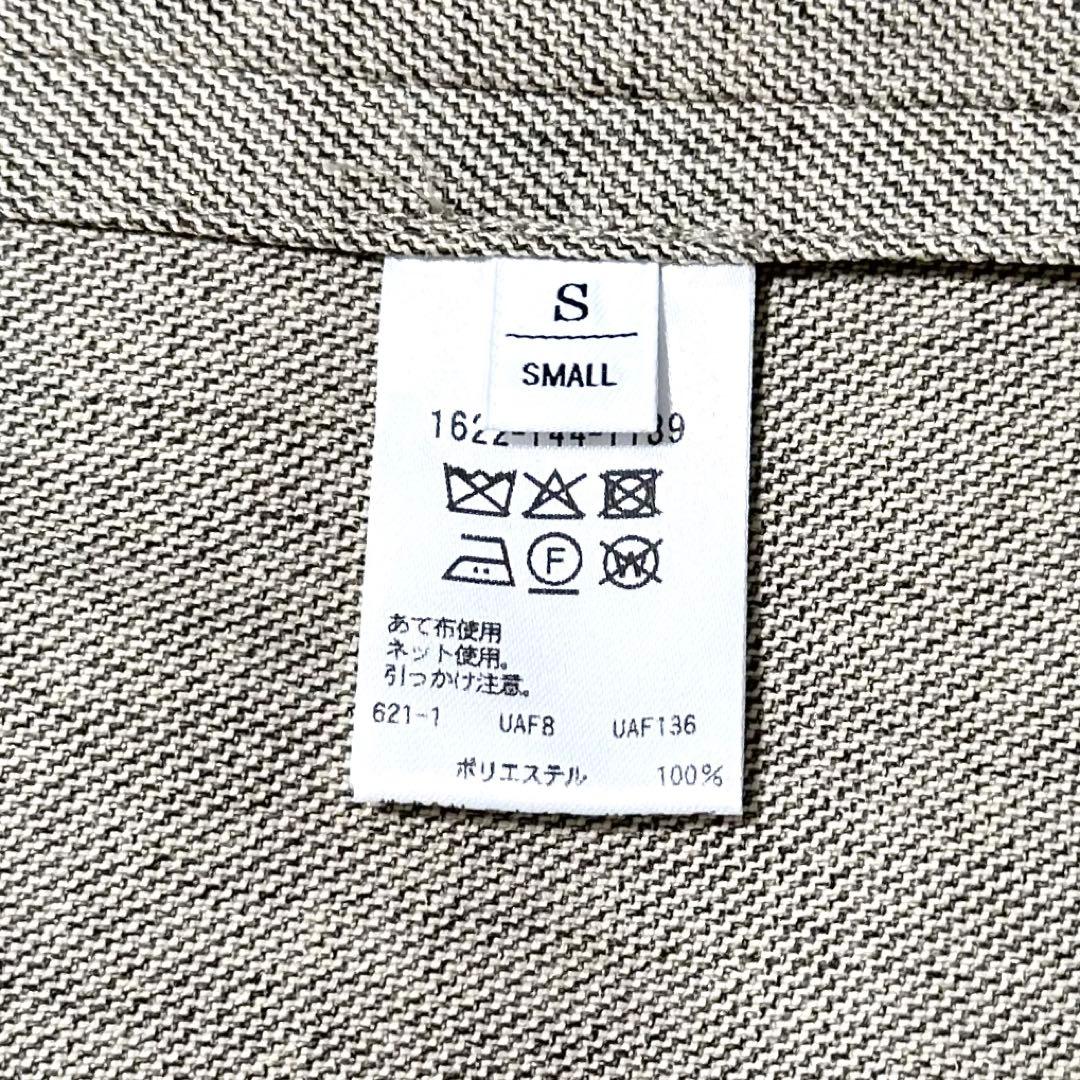 S
SMALL
1622-144-1139
F
W
あて布使用
ネット使用。
引っかけ注意。
621-1 UAF8 UAF136
ポリエステル 100%